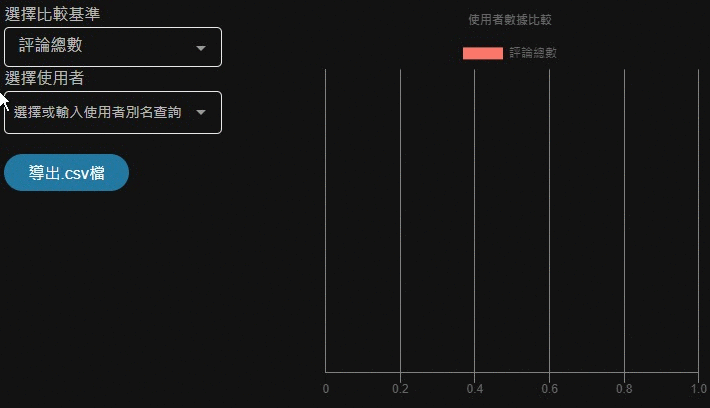 選擇比較基準
評論總數
選擇使用者
選擇或輸入使用者別名查詢
導出.csv檔
使用者數據比較
評論總數
0 0.2 0.4 0.6 0.8 1.0